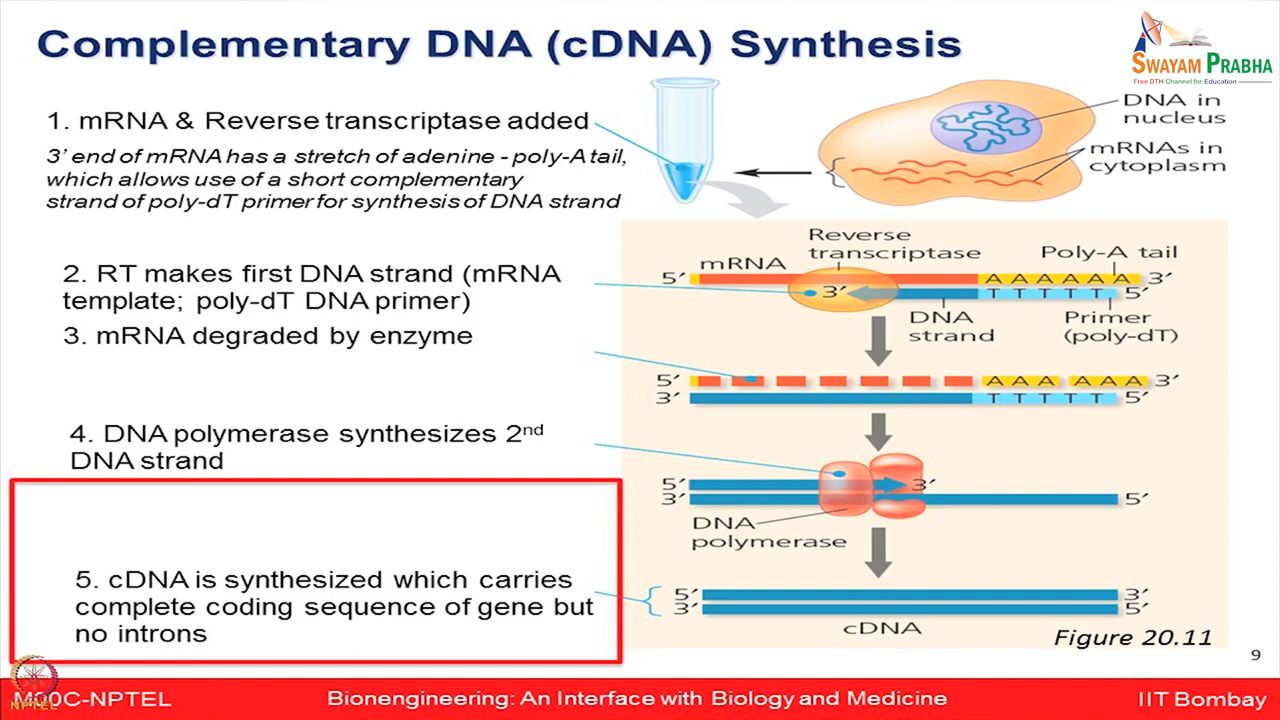 Complementary DNA (cDNA) Synthesis
SWAYAM PRABHA
Free DTH Channel for Education
1. mRNA & Reverse transcriptase added
3’ end of mRNA has a stretch of adenine - poly-A tail,
which allows use of a short complementary
strand of poly-dT primer for synthesis of DNA strand
DNA in
nucleus
mRNAs in
cytoplasm
2. RT makes first DNA strand (mRNA
template; poly-dT DNA primer)
3. mRNA degraded by enzyme
4. DNA polymerase synthesizes 2nd
DNA strand
5. cDNA is synthesized which carries
complete coding sequence of gene but
no introns
Reverse
transcriptase
mRNA
Poly-A tail
5′ A A A A A A 3′
3′ T T T T T 5′
DNA
strand
Primer
(poly-dT)
5′ A A A A A A 3′
3′ T T T T T 5′
5′ 3′
3′ 5′
DNA
polymerase
5′ 3′
3′ 5′
cDNA
Figure 20.11
9
NPTEL
MOOC-NPTEL
Bionengineering: An Interface with Biology and Medicine
IIT Bombay